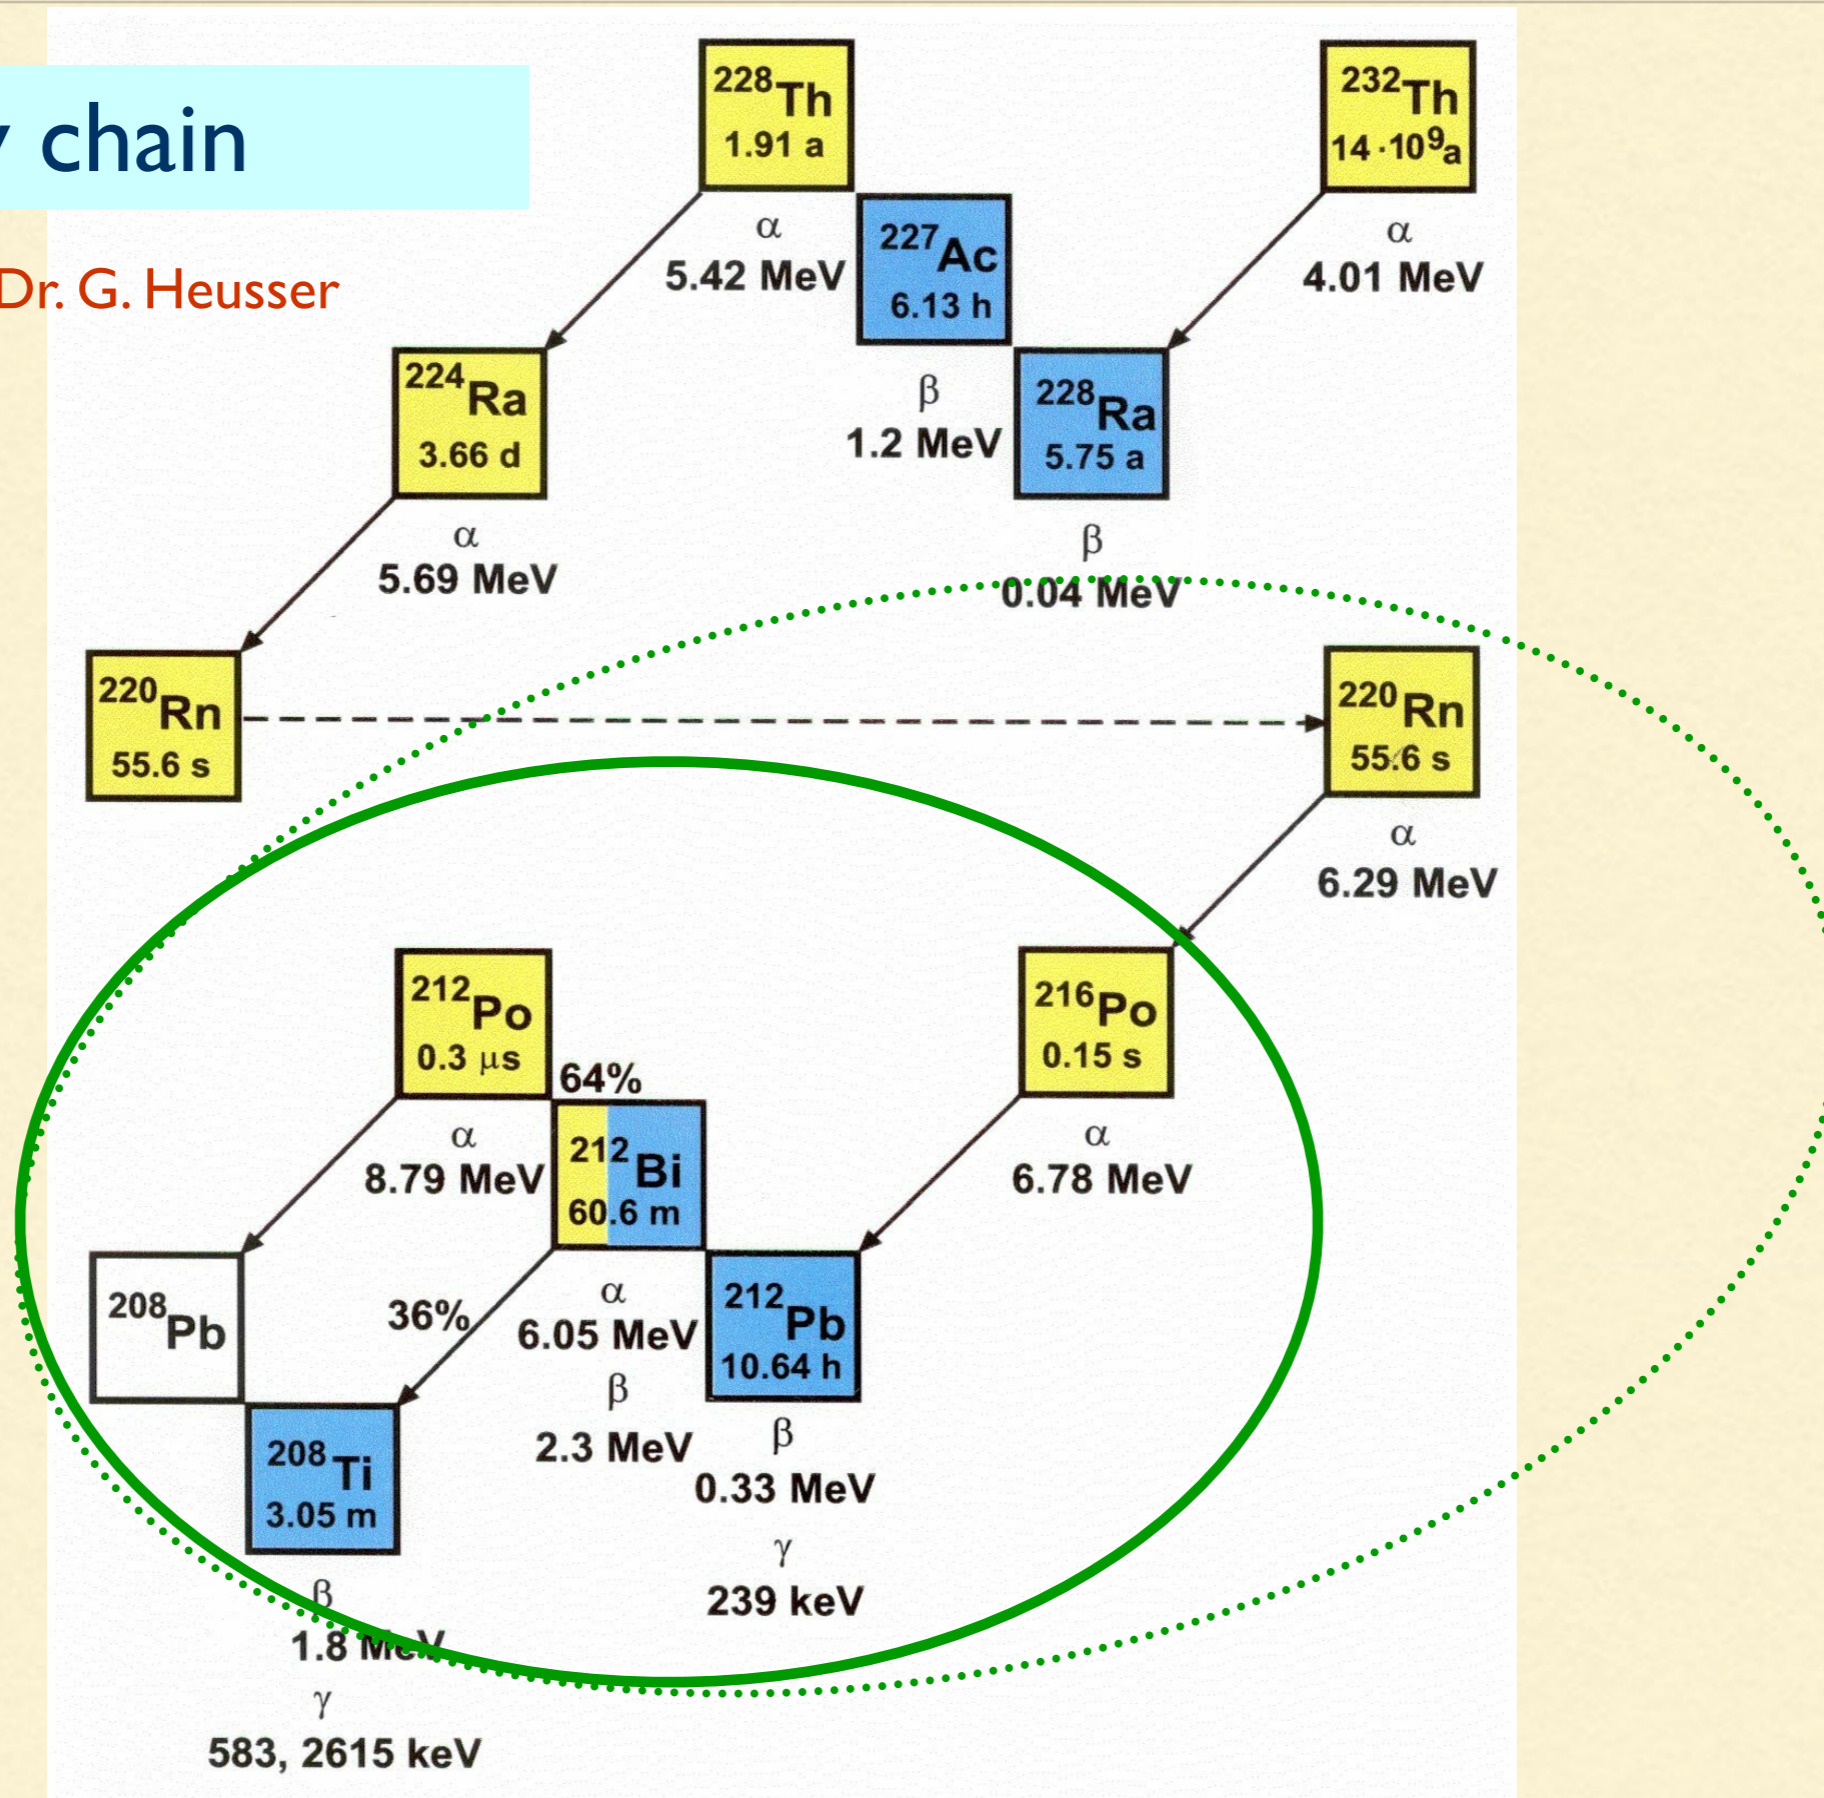 y chain
Dr. G. Heusser
228Th
1.91 a
α
5.42 MeV
232Th
14 ·10⁹a
α
4.01 MeV
227Ac
6.13 h
β
1.2 MeV
228Ra
5.75 a
β
0.04 MeV
224Ra
3.66 d
α
5.69 MeV
220Rn
55.6 s
220Rn
55.6 s
α
6.29 MeV
216Po
0.15 s
α
6.78 MeV
212Po
0.3 μs
α
8.79 MeV
64%
212Bi
60.6 m
α
6.05 MeV
β
2.3 MeV
36%
212Pb
10.64 h
β
0.33 MeV
γ
239 keV
208Pb
208Ti
3.05 m
β
1.8 MeV
γ
583, 2615 keV